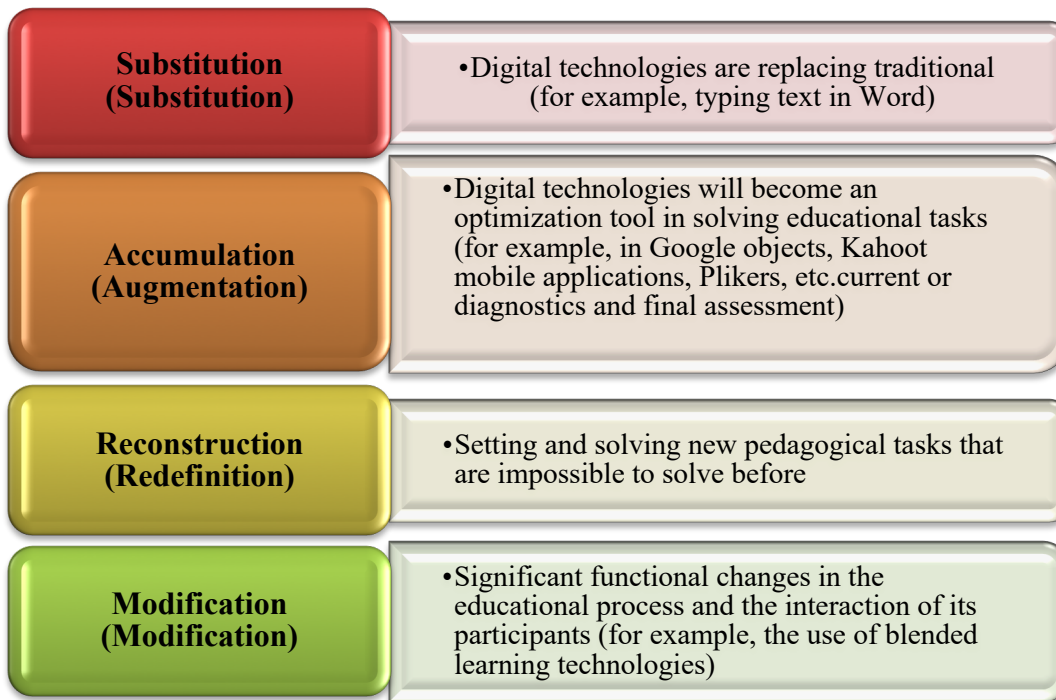 Substitution
(Substitution)
•Digital technologies are replacing traditional
(for example, typing text in Word)
Accumulation
(Augmentation)
•Digital technologies will become an
optimization tool in solving educational tasks
(for example, in Google objects, Kahoot
mobile applications, Plikers, etc.current or
diagnostics and final assessment)
Reconstruction
(Redefinition)
•Setting and solving new pedagogical tasks that
are impossible to solve before
Modification
(Modification)
•Significant functional changes in the
educational process and the interaction of its
participants (for example, the use of blended
learning technologies)